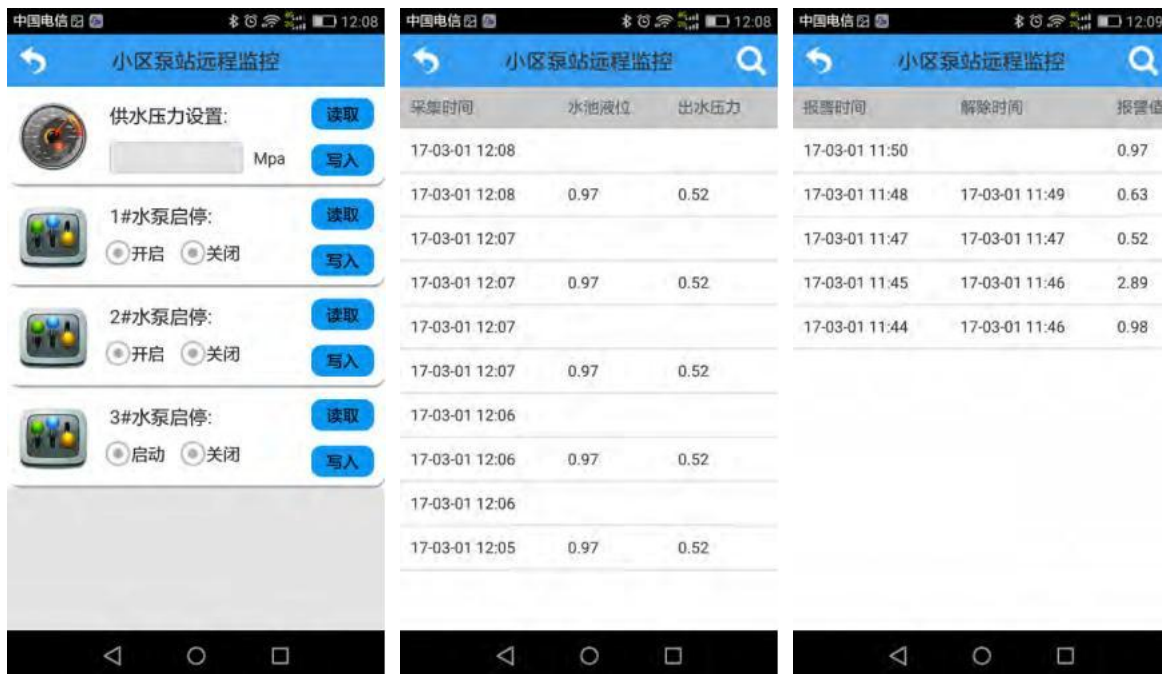 中国电信 12:08
小区泵站远程监控
供水压力设置:
读取
Mpa
写入
1#水泵启停:
读取
开启 关闭
写入
2#水泵启停:
读取
开启 关闭
写入
3#水泵启停:
读取
启动 关闭
写入
中国电信 12:08
小区泵站远程监控
采集时间 水池液位 出水压力
17-03-01 12:08
17-03-01 12:08 0.97 0.52
17-03-01 12:07
17-03-01 12:07 0.97 0.52
17-03-01 12:07
17-03-01 12:07 0.97 0.52
17-03-01 12:06
17-03-01 12:06 0.97 0.52
17-03-01 12:06
17-03-01 12:05 0.97 0.52
中国电信 12:09
小区泵站远程监控
报警时间 解除时间 报警值
17-03-01 11:50 0.97
17-03-01 11:48 17-03-01 11:49 0.63
17-03-01 11:47 17-03-01 11:47 0.52
17-03-01 11:45 17-03-01 11:46 2.89
17-03-01 11:44 17-03-01 11:46 0.98